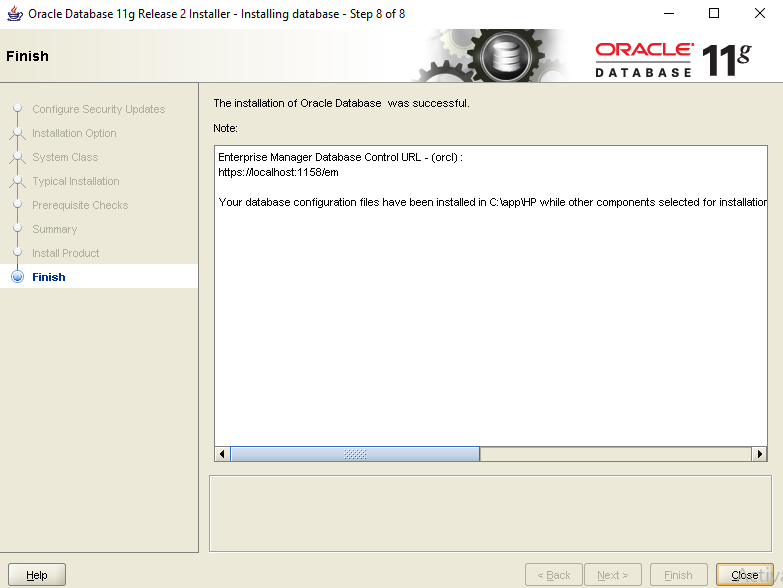 Oracle Database 11g Release 2 Installer - Installing database - Step 8 of 8
Finish
ORACLE
DATABASE
11g
Configure Security Updates
Installation Option
System Class
Typical Installation
Prerequisite Checks
Summary
Install Product
Finish
The installation of Oracle Database was successful.
Note:
Enterprise Manager Database Control URL - (orcl) :
https://localhost:1158/em
Your database configuration files have been installed in C:\app\HP while other components selected for installation
Help
< Back
Next >
Finish
Close